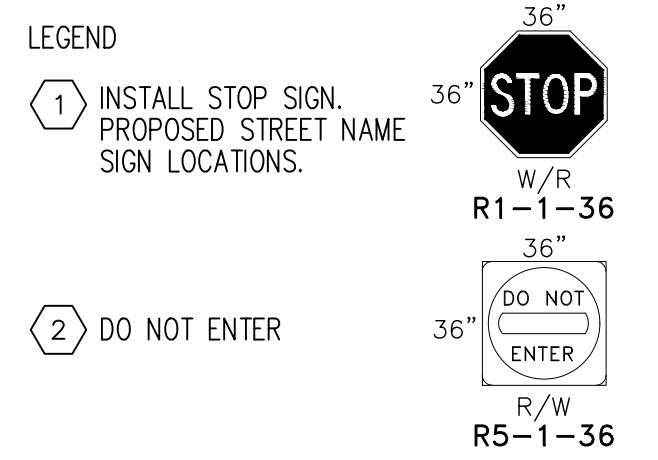 LEGEND
1 INSTALL STOP SIGN.
PROPOSED STREET NAME
SIGN LOCATIONS.
36"
36"
STOP
W/R
R1-1-36
2 DO NOT ENTER
36"
36"
DO NOT
ENTER
R/W
R5-1-36